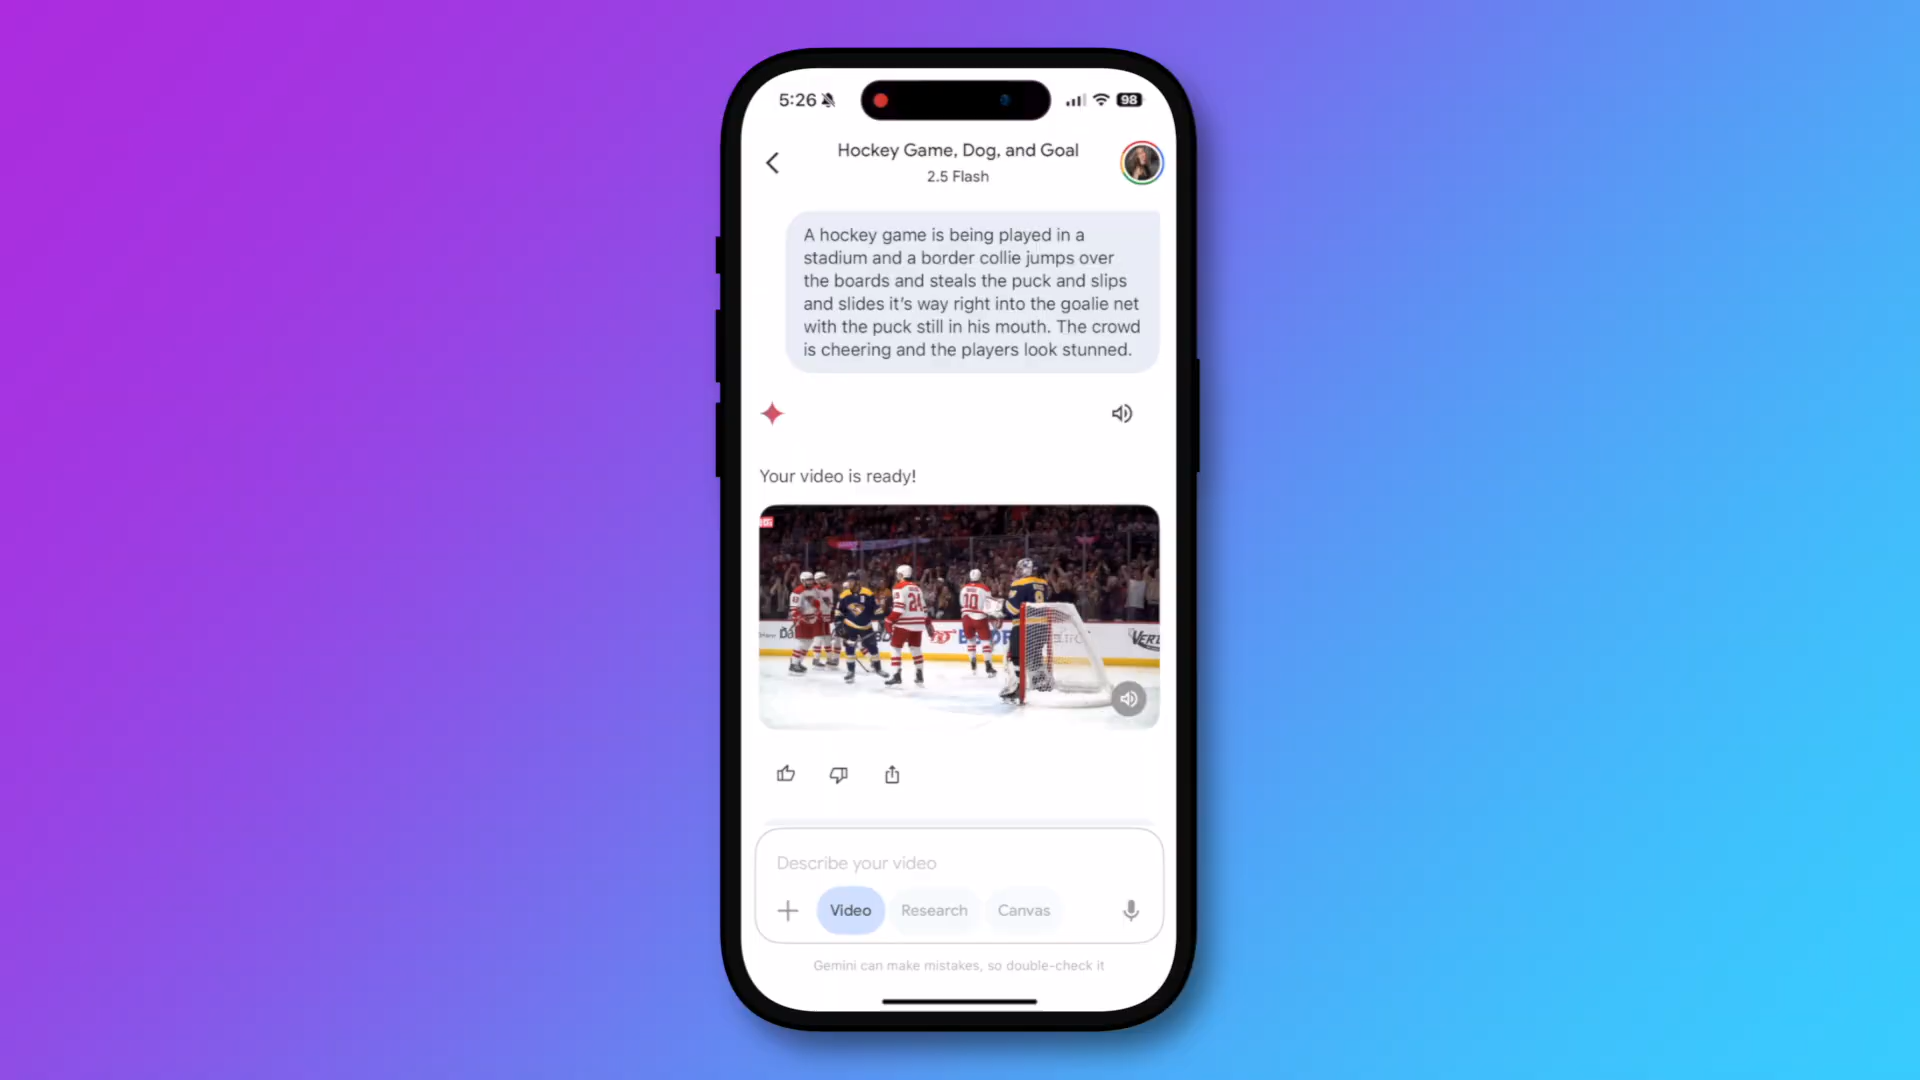 5:26
98
Hockey Game, Dog, and Goal
2.5 Flash
A hockey game is being played in a
stadium and a border collie jumps over
the boards and steals the puck and slips
and slides it's way right into the goalie net
with the puck still in his mouth. The crowd
is cheering and the players look stunned.
Your video is ready!
24
10
Describe your video
Video
Research
Canvas
Gemini can make mistakes, so double-check it